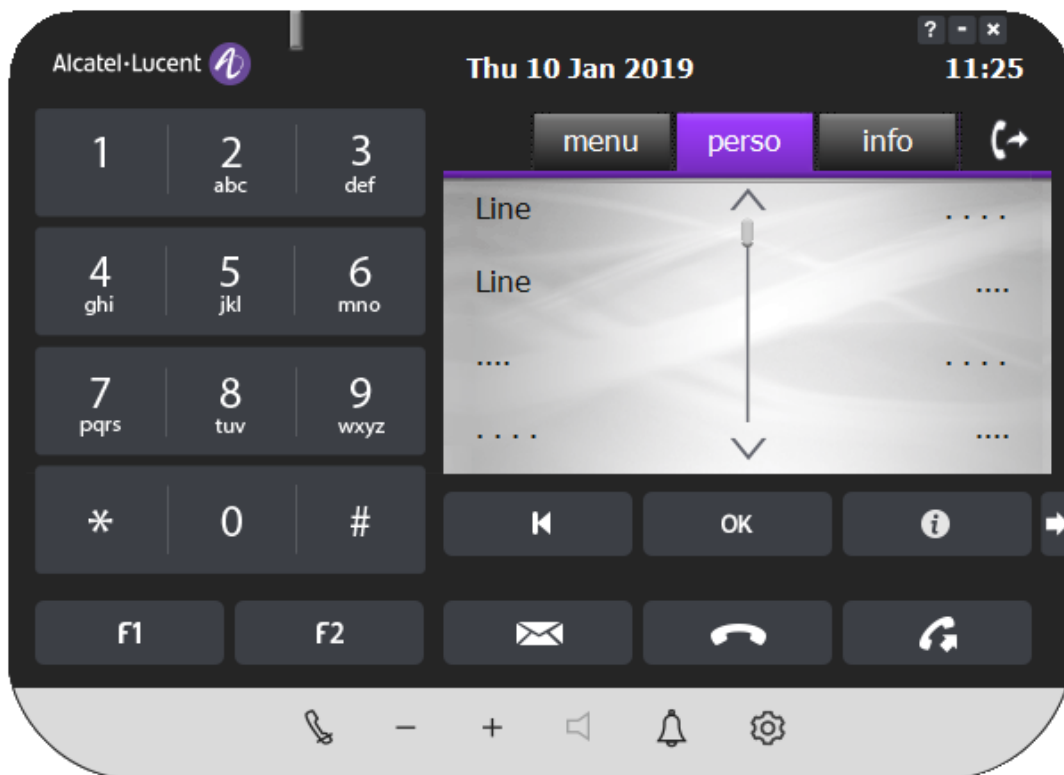 ? - ×
Alcatel·Lucent
Thu 10 Jan 2019 11:25
menu perso info
1 2 3
abc def
Line . . . .
4 5 6
ghi jkl mno
Line ....
7 8 9
pqrs tuv wxyz
.... . . . .
. . . . ....
* 0 #
OK
F1 F2
- +